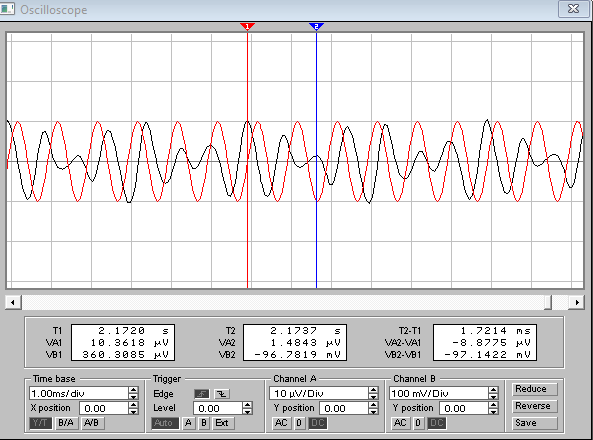 Oscilloscope
1 2
T1 2.1720 s T2 2.1737 s T2-T1 1.7214 ms
VA1 10.3618 µV VA2 1.4843 µV VA2-VA1 -8.8775 µV
VB1 360.3085 µV VB2 -96.7819 mV VB2-VB1 -97.1422 mV
Time base Trigger Channel A Channel B
1.00ms/div Edge 10 µV/Div 100 mV/Div Reduce
X position 0.00 Level 0.00 Y position 0.00 Y position 0.00 Reverse
Y/T B/A A/B Auto A B Ext AC 0 DC AC 0 DC Save